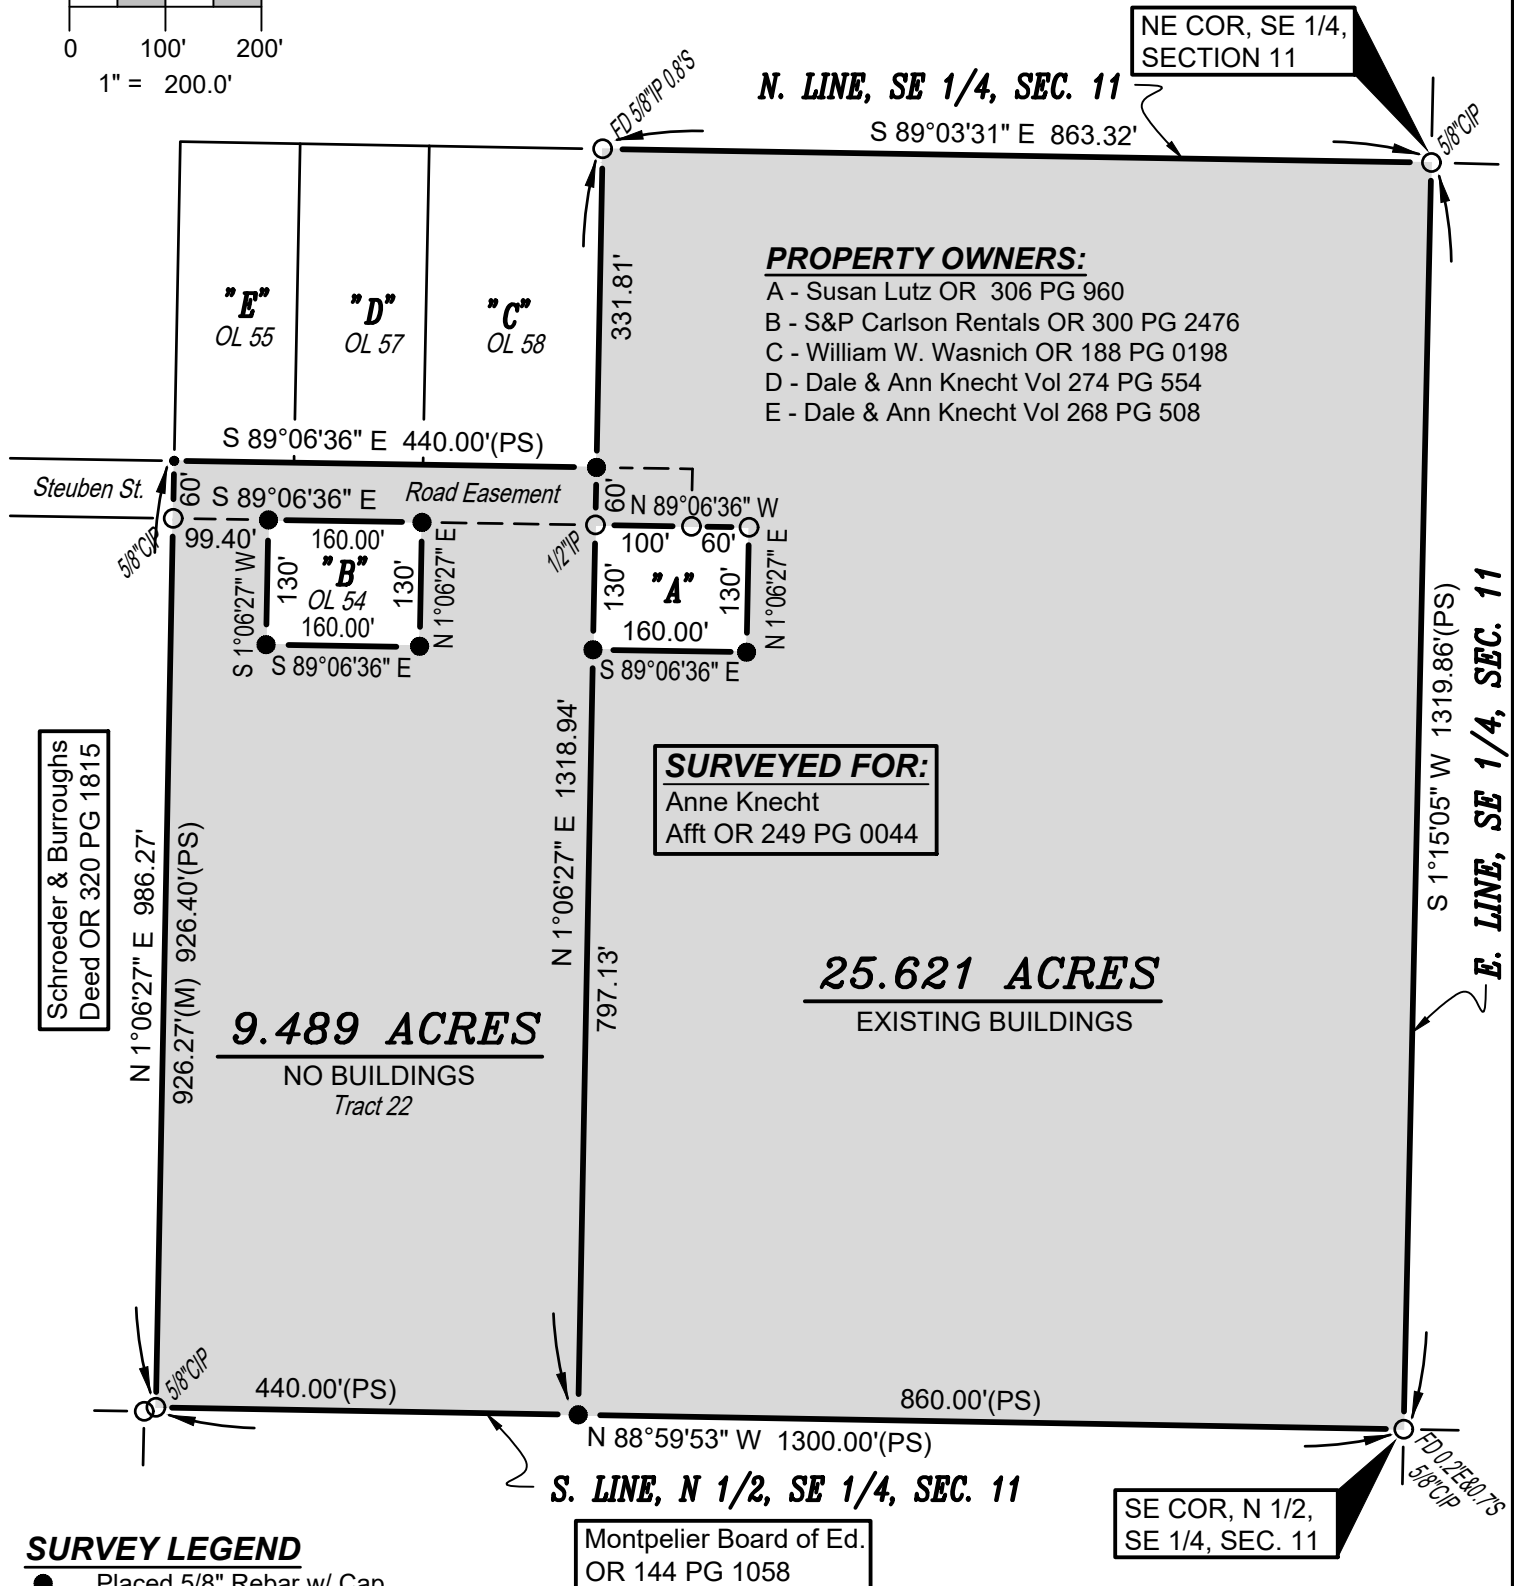 0 100' 200'
1" = 200.0'
NE COR, SE 1/4,
SECTION 11
N. LINE, SE 1/4, SEC. 11
S 89°03'31" E 863.32'
FD 5/8"IP 0.8'S
5/8"CIP
331.81'
PROPERTY OWNERS:
A - Susan Lutz OR 306 PG 960
B - S&P Carlson Rentals OR 300 PG 2476
C - William W. Wasnich OR 188 PG 0198
D - Dale & Ann Knecht Vol 274 PG 554
E - Dale & Ann Knecht Vol 268 PG 508
"E"
OL 55
"D"
OL 57
"C"
OL 58
S 89°06'36" E 440.00'(PS)
Steuben St.
60'
S 89°06'36" E
Road Easement
60'
N 89°06'36" W
99.40'
160.00'
100'
60'
5/8"CIP
1/2"IP
S 1°06'27" W
130'
"B"
OL 54
130'
N 1°06'27" E
160.00'
S 89°06'36" E
130'
"A"
130'
N 1°06'27" E
160.00'
S 89°06'36" E
S 1°15'05" W 1319.86'(PS)
E. LINE, SE 1/4, SEC. 11
Schroeder & Burroughs
Deed OR 320 PG 1815
N 1°06'27" E 986.27'
926.27'(M) 926.40'(PS)
N 1°06'27" E 1318.94'
797.13'
SURVEYED FOR:
Anne Knecht
Afft OR 249 PG 0044
25.621 ACRES
EXISTING BUILDINGS
9.489 ACRES
NO BUILDINGS
Tract 22
5/8"CIP
440.00'(PS)
860.00'(PS)
N 88°59'53" W 1300.00'(PS)
FD 0.2'E&0.7'S
5/8"CIP
S. LINE, N 1/2, SE 1/4, SEC. 11
SE COR, N 1/2,
SE 1/4, SEC. 11
Montpelier Board of Ed.
OR 144 PG 1058
SURVEY LEGEND
Placed 5/8" Rebar w/ Cap